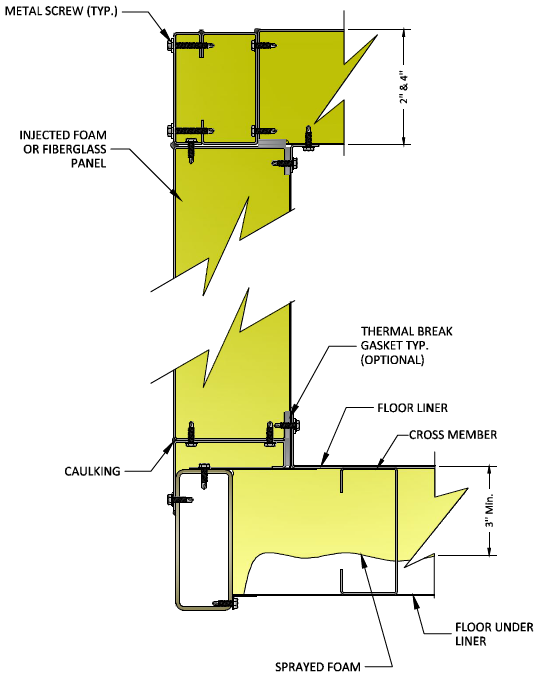 METAL SCREW (TYP.)
2" & 4"
INJECTED FOAM
OR FIBERGLASS
PANEL
THERMAL BREAK
GASKET TYP.
(OPTIONAL)
FLOOR LINER
CROSS MEMBER
CAULKING
3" Min.
FLOOR UNDER
LINER
SPRAYED FOAM